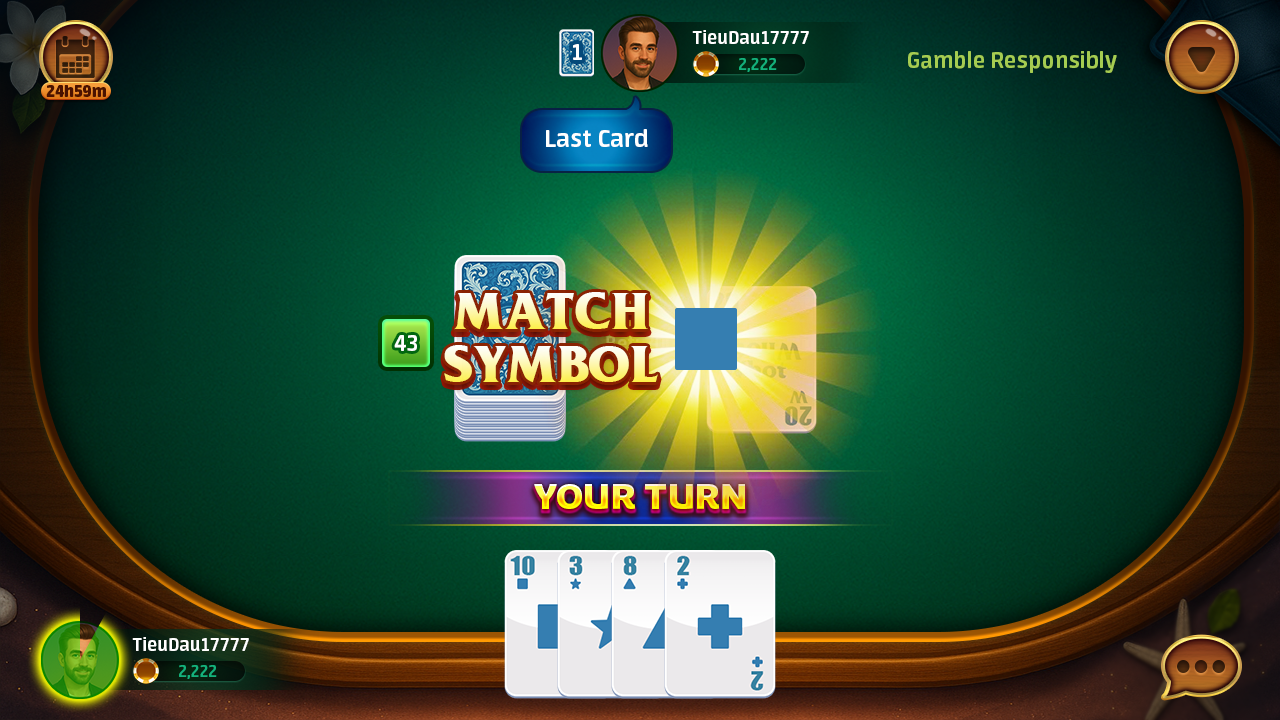 1
TieuDau17777
2,222
Gamble Responsibly
24h59m
Last Card
MATCH
SYMBOL
43
W
20
YOUR TURN
10
3
8
2
2
TieuDau17777
2,222